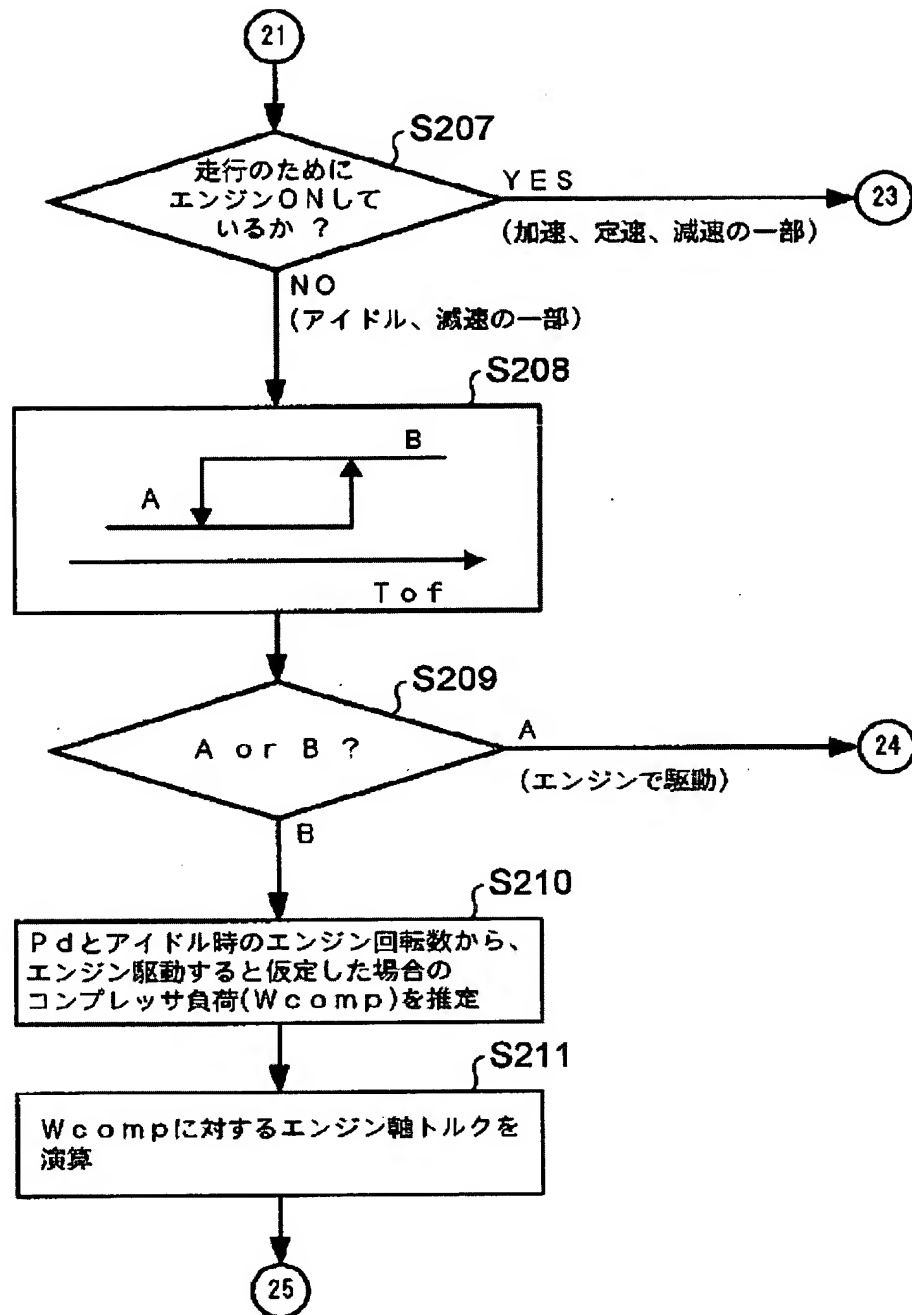 21
S207
走行のために
エンジンONして
いるか ?
YES
23
(加速、定速、減速の一部)
NO
(アイドル、減速の一部)
S208
B
A
Tof
S209
A or B ?
A
24
(エンジンで駆動)
B
S210
Pdとアイドル時のエンジン回転数から、
エンジン駆動すると仮定した場合の
コンプレッサ負荷(Wcomp)を推定
S211
Wcompに対するエンジン軸トルクを
演算
25